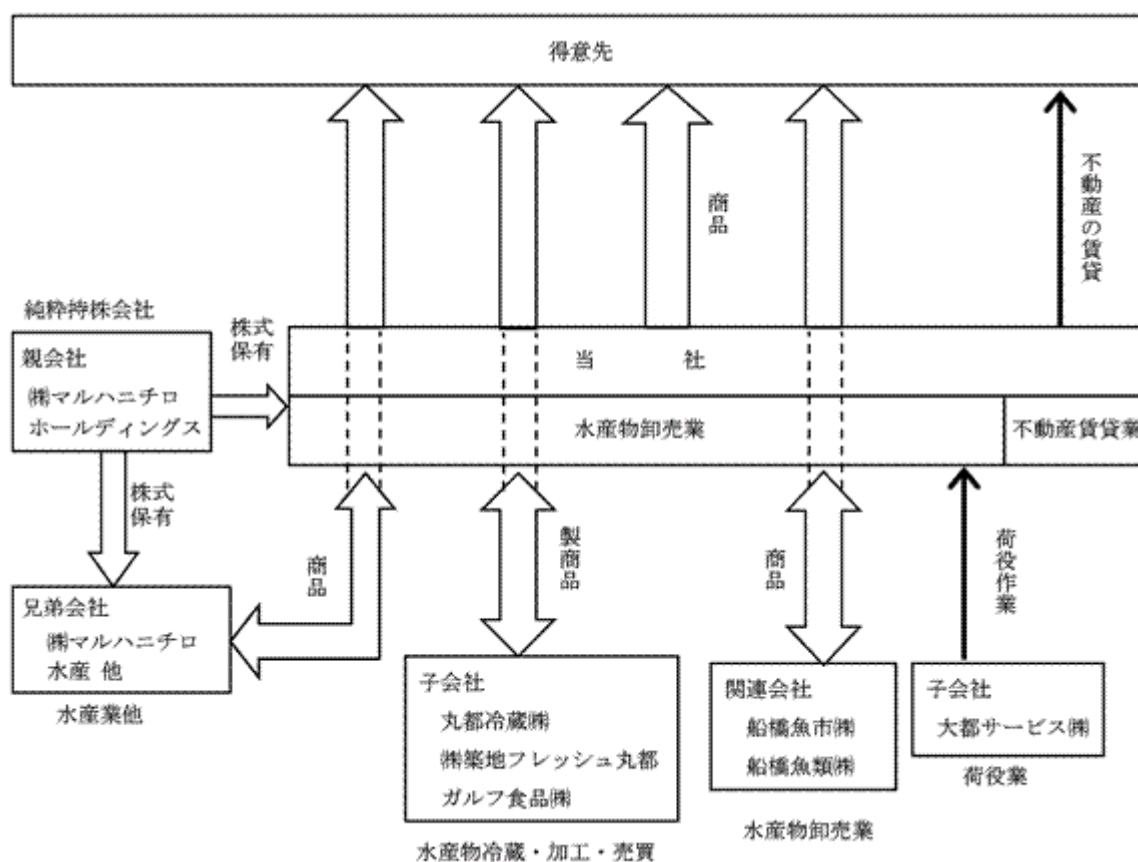 得意先
商品
不動産の賃貸
純粋持株会社
親会社
㈱マルハニチロ
ホールディングス
株式
保有
当　　社
水産物卸売業
不動産賃貸業
株式
保有
商品
製商品
商品
荷役作業
兄弟会社
㈱マルハニチロ
水産 他
水産業他
子会社
丸都冷蔵㈱
㈱築地フレッシュ丸都
ガルフ食品㈱
水産物冷蔵・加工・売買
関連会社
船橋魚市㈱
船橋魚類㈱
水産物卸売業
子会社
大都サービス㈱
荷役業